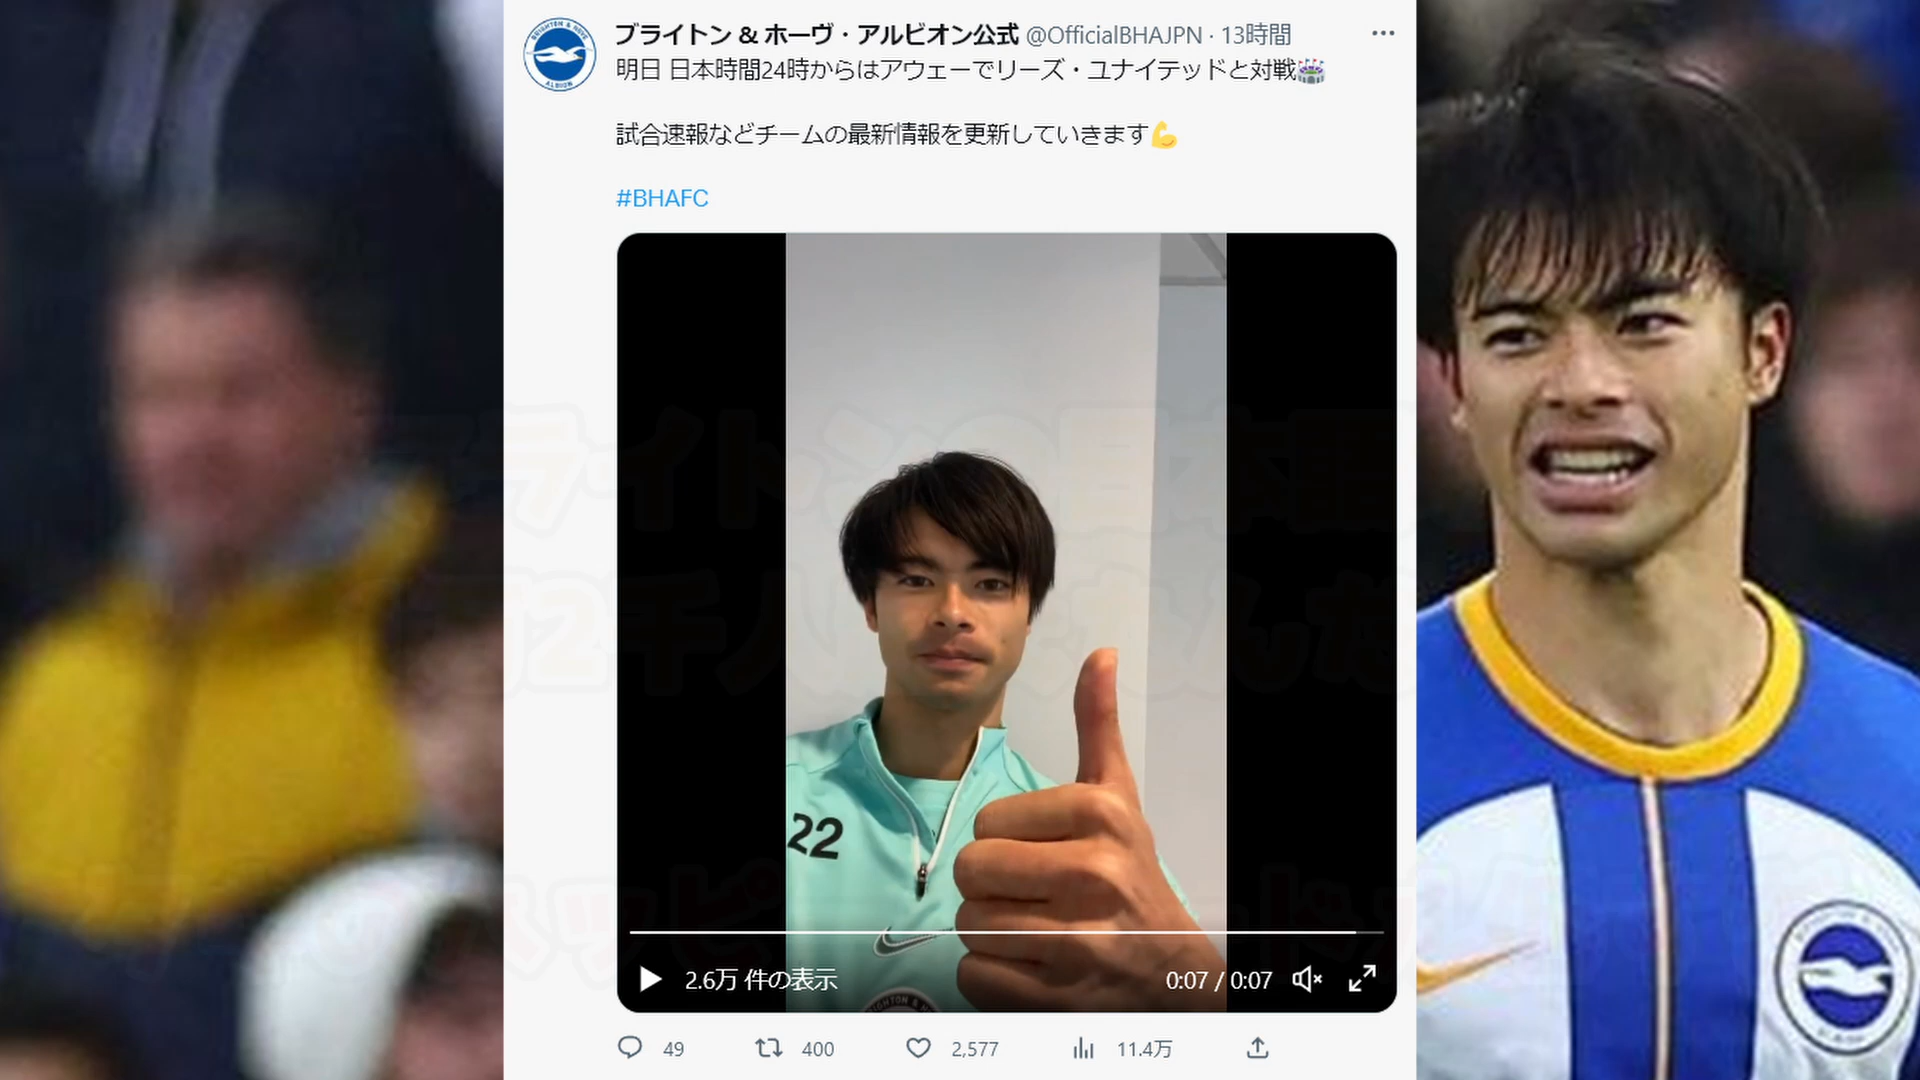 ブライトン & ホーヴ・アルビオン公式 @OfficialBHAJPN · 13時間
明日 日本時間24時からはアウェーでリーズ・ユナイテッドと対戦🏟
試合速報などチームの最新情報を更新していきます💪
#BHAFC
22
2.6万 件の表示
0:07 / 0:07
49
400
2,577
11.4万